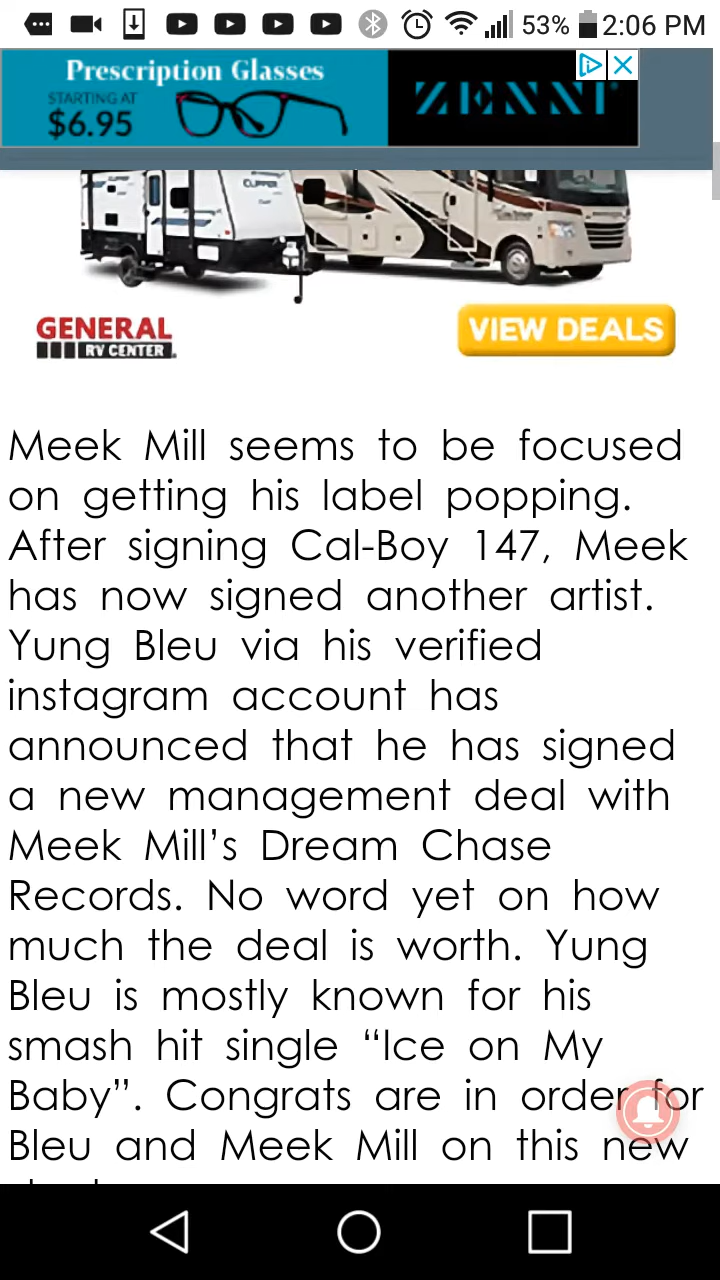 53% 2:06 PM
Prescription Glasses
STARTING AT
$6.95
ZENNI
CLIPPER
GENERAL
RV CENTER
VIEW DEALS
Meek Mill seems to be focused
on getting his label popping.
After signing Cal-Boy 147, Meek
has now signed another artist.
Yung Bleu via his verified
instagram account has
announced that he has signed
a new management deal with
Meek Mill’s Dream Chase
Records. No word yet on how
much the deal is worth. Yung
Bleu is mostly known for his
smash hit single “Ice on My
Baby”. Congrats are in order for
Bleu and Meek Mill on this new